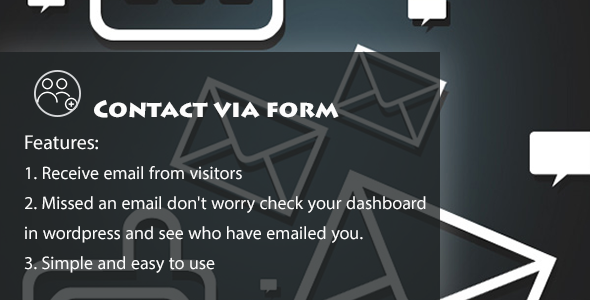 Contact via form
Features:
1. Receive email from visitors
2. Missed an email don't worry check your dashboard
in wordpress and see who have emailed you.
3. Simple and easy to use